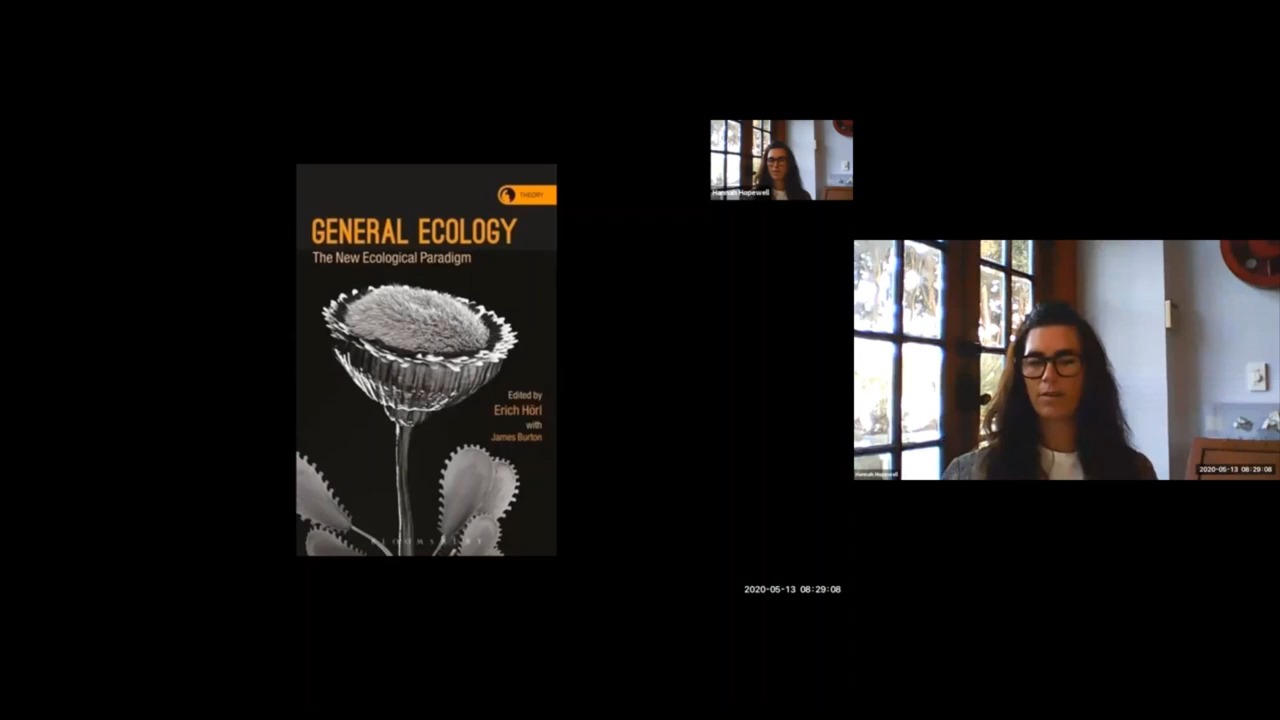 THEORY
GENERAL ECOLOGY
The New Ecological Paradigm
Edited by
Erich Hörl
with
James Burton
BLOOMSBURY
Hannah Hopewell
Hannah Hopewell
2020-05-13 08:29:08
2020-05-13 08:29:08